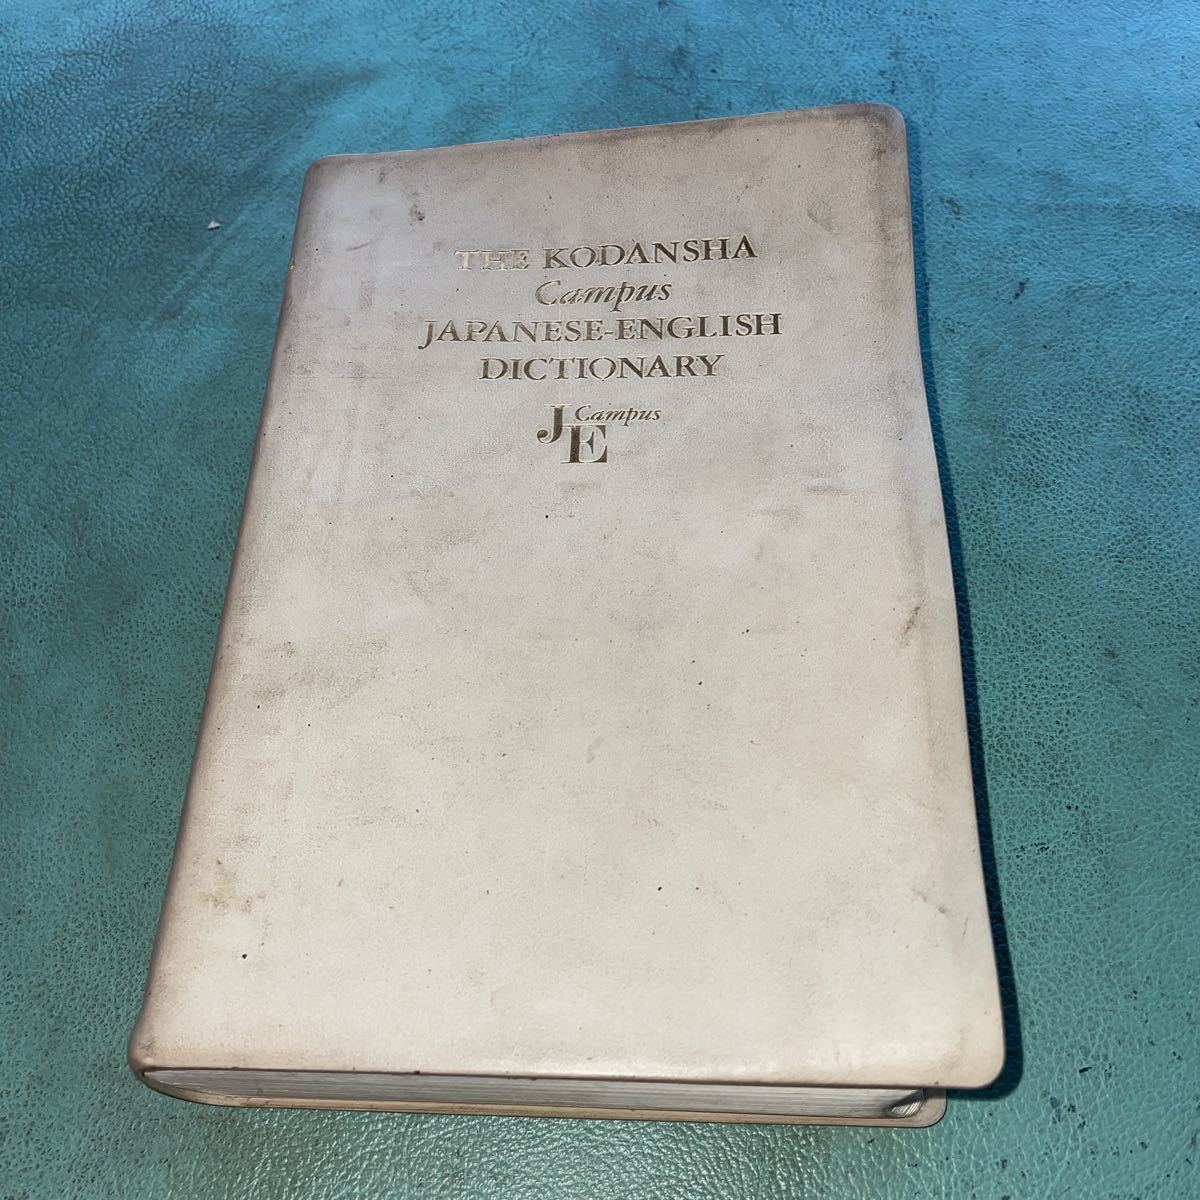 THE KODANSHA
Campus
JAPANESE-ENGLISH
DICTIONARY
Campus
JE